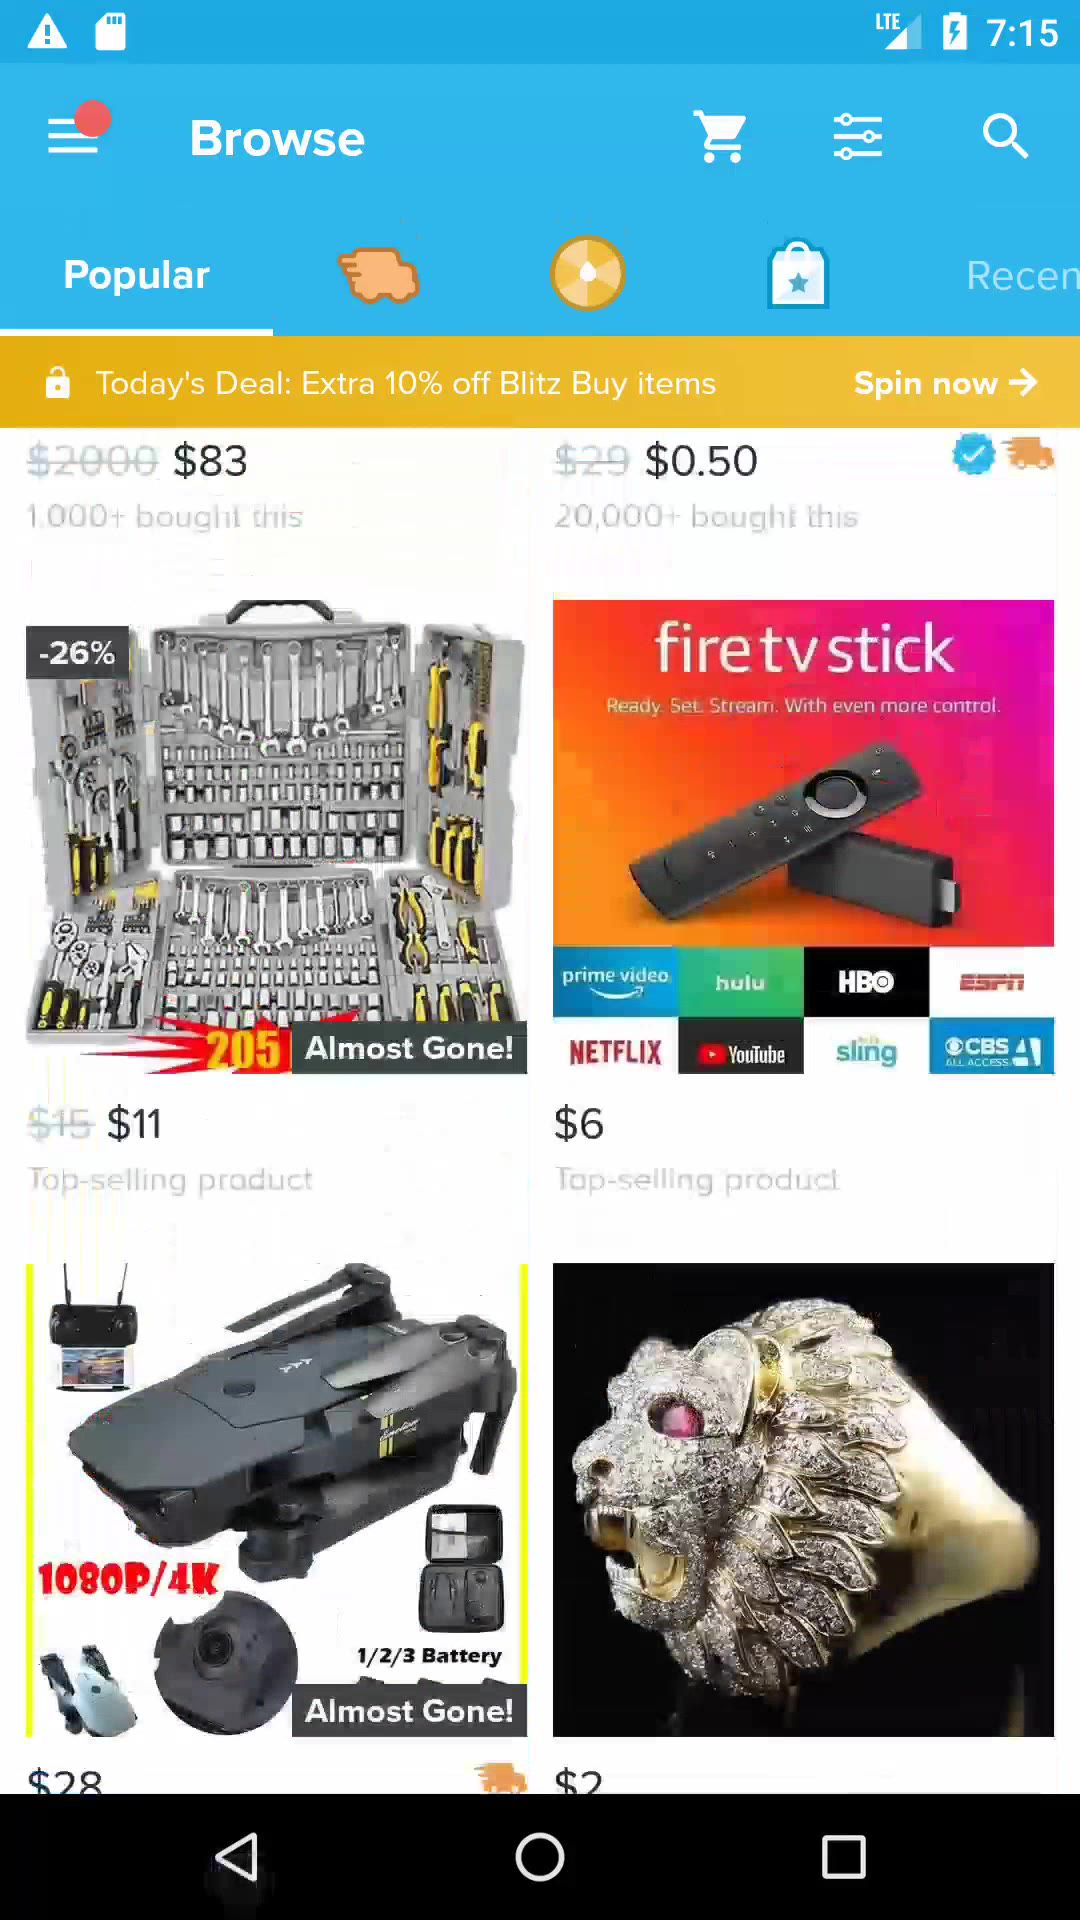 LTE 7:15
Browse
Popular
Recen
Today's Deal: Extra 10% off Blitz Buy items
Spin now →
$2000 $83
1,000+ bought this
$29 $0.50
20,000+ bought this
-26%
205
Almost Gone!
$15 $11
Top-selling product
fire tv stick
Ready. Set. Stream. With even more control.
prime video
hulu
HBO
ESPN
NETFLIX
YouTube
sling
CBS
ALL ACCESS
$6
Top-selling product
1080P/4K
1/2/3 Battery
Almost Gone!
$28
$2